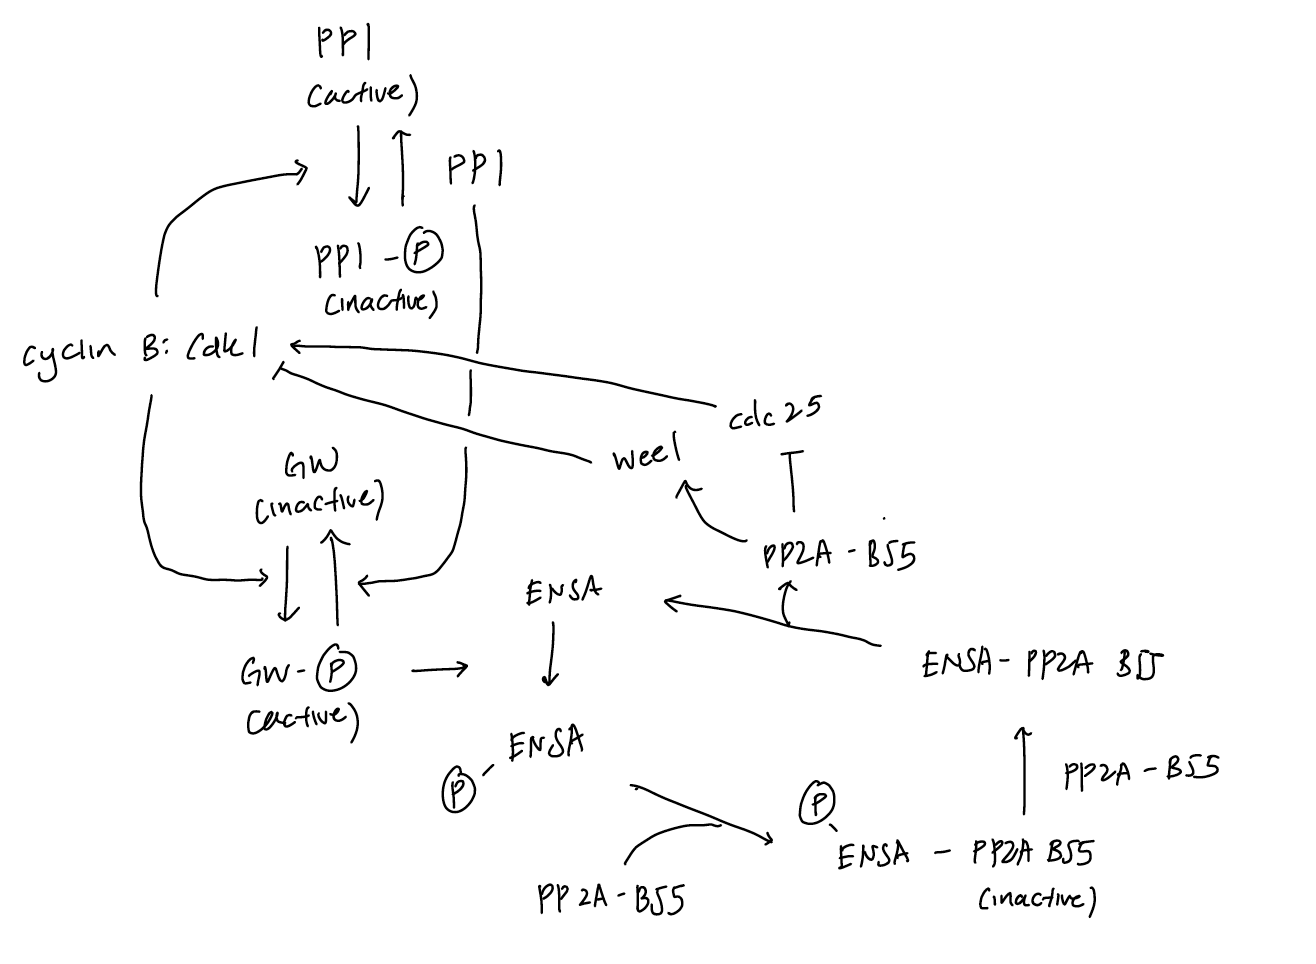 PP1
(active)
PP1
PP1 - P
(inactive)
cyclin B: Cdk1
cdc25
wee1
GW
(inactive)
PP2A - B55
ENSA
GW- P
(active)
ENSA - PP2A B55
ENSA
P
PP2A - B55
P
ENSA - PP2A B55
(inactive)
PP2A - B55